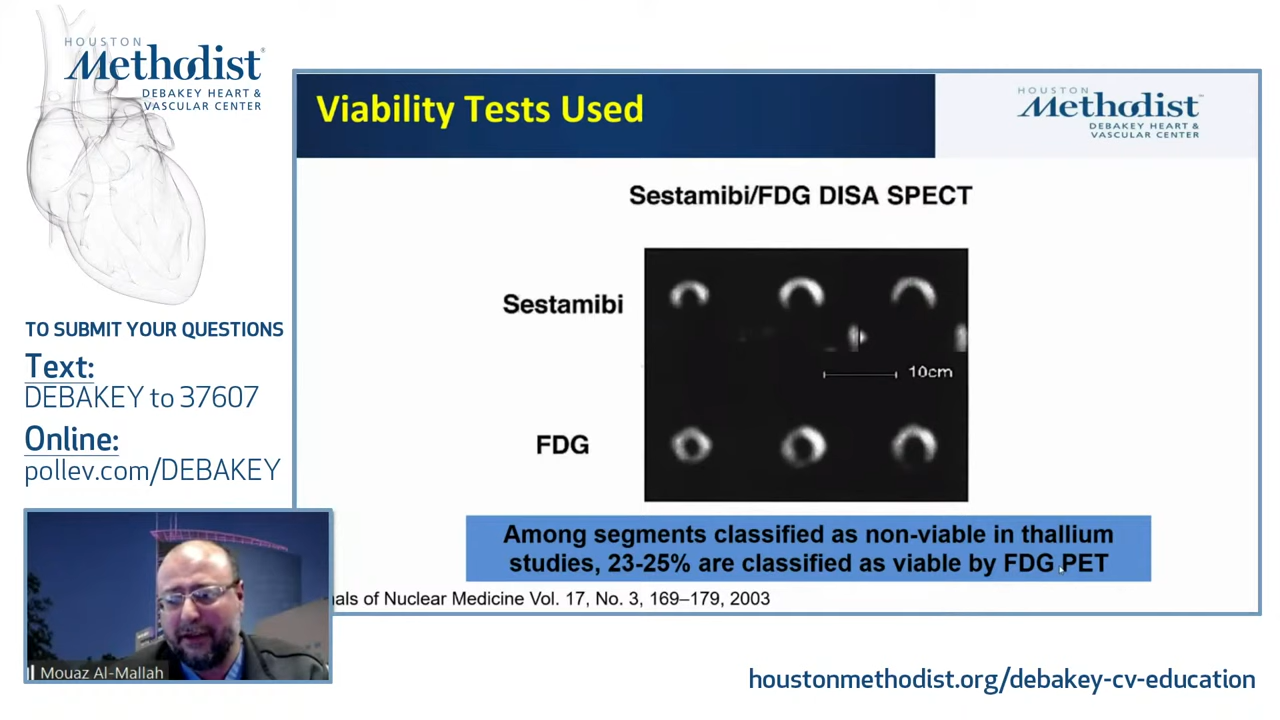 HOUSTON
Methodist
DEBAKEY HEART &
VASCULAR CENTER
TO SUBMIT YOUR QUESTIONS
Text:
DEBAKEY to 37607
Online:
pollev.com/DEBAKEY
Mouaz Al-Mallah
Viability Tests Used
HOUSTON
Methodist
DEBAKEY HEART &
VASCULAR CENTER
Sestamibi/FDG DISA SPECT
Sestamibi
10cm
FDG
Among segments classified as non-viable in thallium
studies, 23-25% are classified as viable by FDG PET
nals of Nuclear Medicine Vol. 17, No. 3, 169–179, 2003
houstonmethodist.org/debakey-cv-education